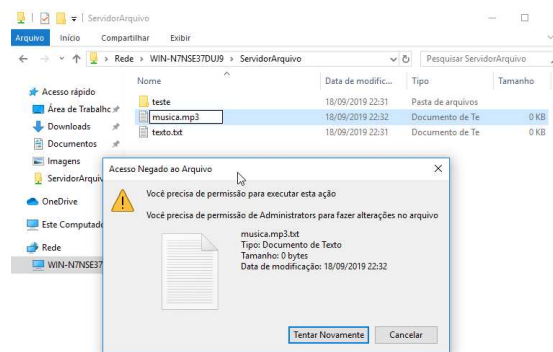 ServidorArquivo
Arquivo Início Compartilhar Exibir
Rede > WIN-N7NSE37DUJ9 > ServidorArquivo
Pesquisar ServidorArquivo
Nome Data de modific... Tipo Tamanho
Acesso rápido
Área de Trabalhc
Downloads
Documentos
Imagens
ServidorArquiv
OneDrive
Este Computado
Rede
WIN-N7NSE37
teste 18/09/2019 22:31 Pasta de arquivos
musica.mp3 18/09/2019 22:32 Documento de Te 0 KB
texto.txt 18/09/2019 22:31 Documento de Te 0 KB
Acesso Negado ao Arquivo
Você precisa de permissão para executar esta ação
Você precisa de permissão de Administrators para fazer alterações no arquivo
musica.mp3.txt
Tipo: Documento de Texto
Tamanho: 0 bytes
Data de modificação: 18/09/2019 22:32
Tentar Novamente Cancelar